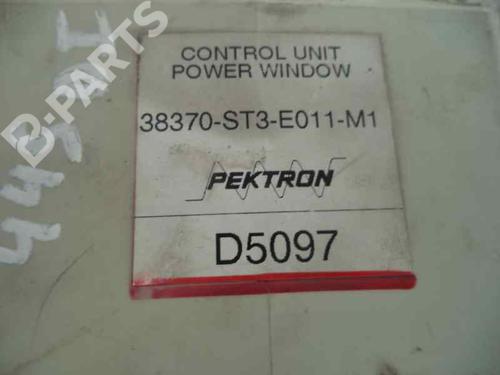 CONTROL UNIT
POWER WINDOW
38370-ST3-E011-M1
PEKTRON
D5097
B-PARTS